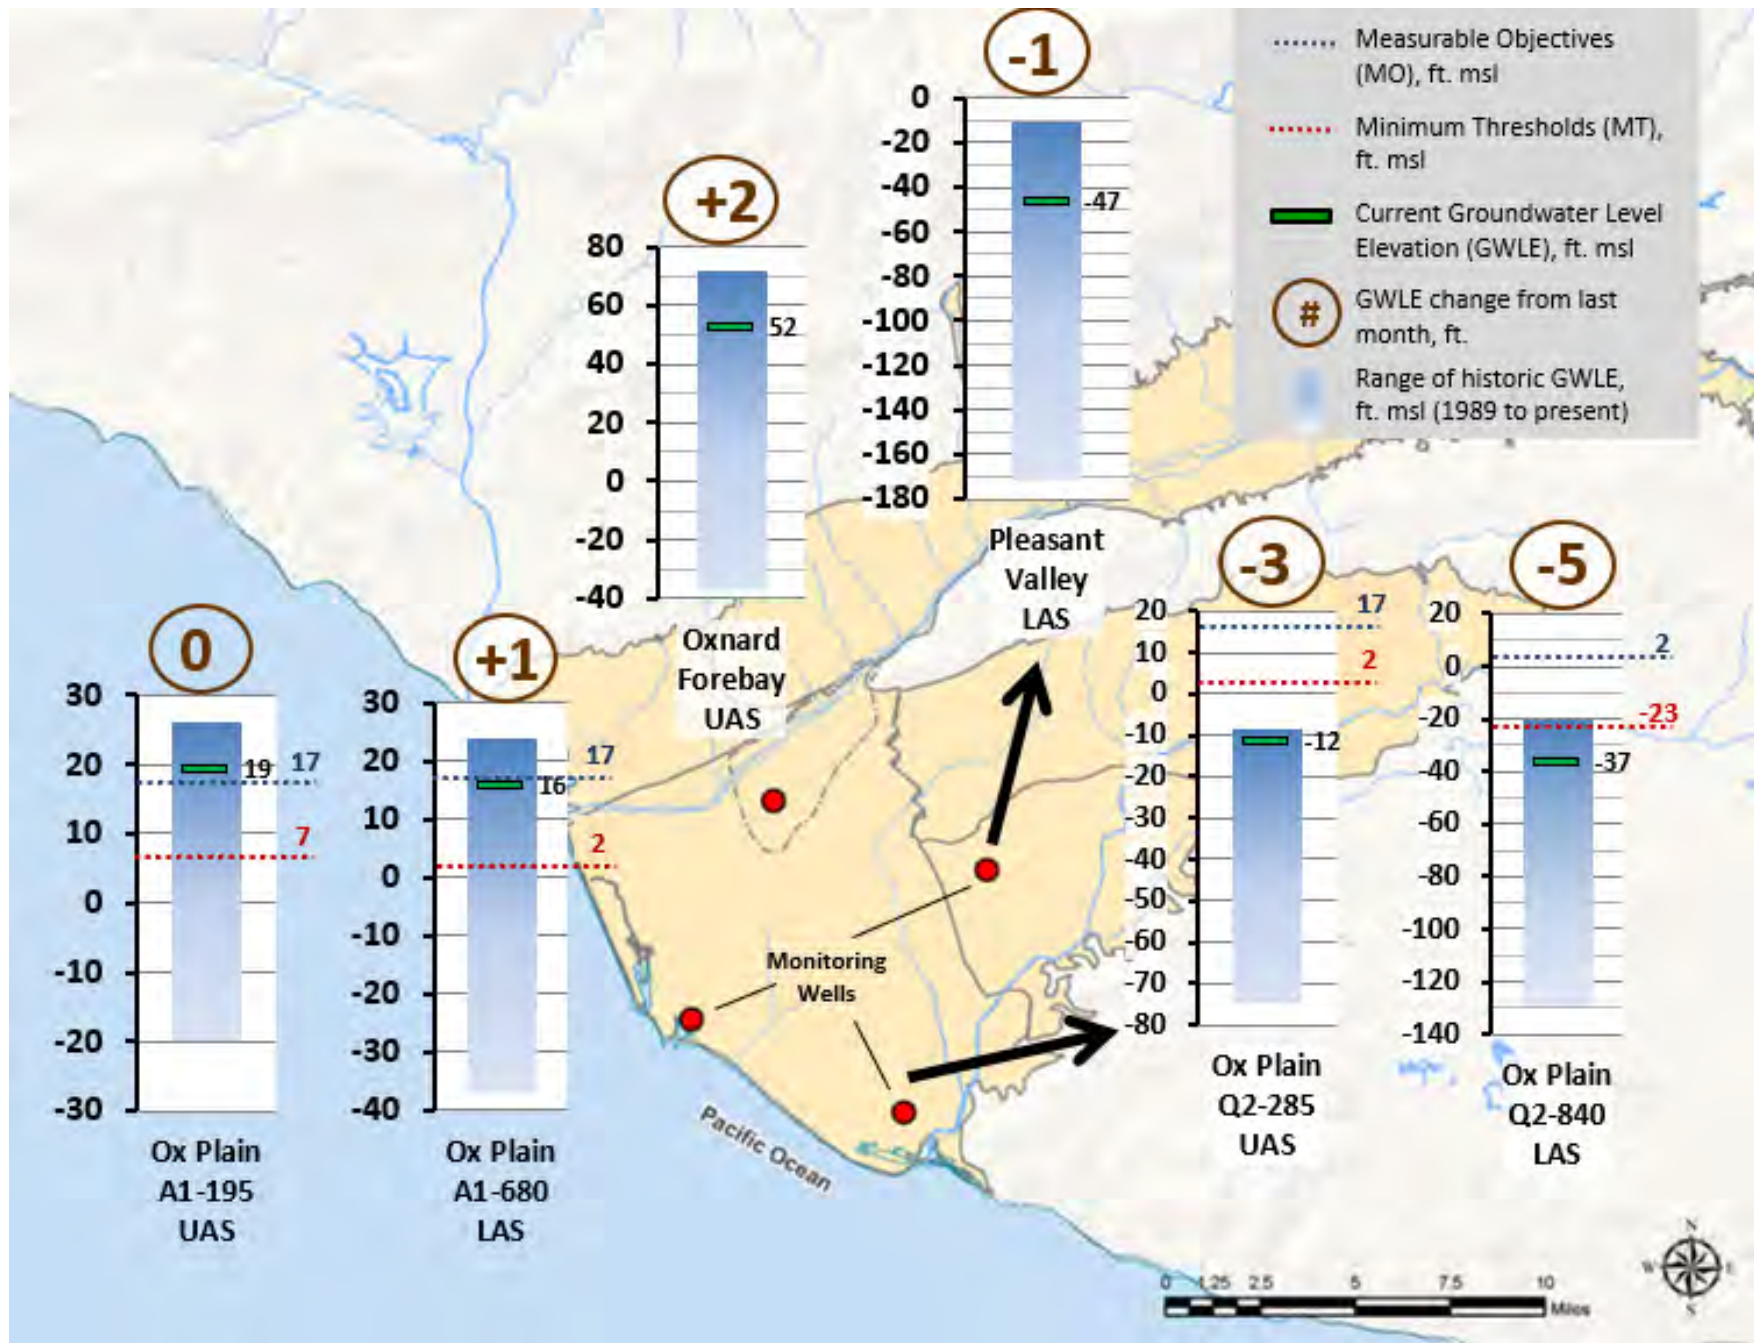 Measurable Objectives
(MO), ft. msl
Minimum Thresholds (MT),
ft. msl
Current Groundwater Level
Elevation (GWLE), ft. msl
#
GWLE change from last
month, ft.
Range of historic GWLE,
ft. msl (1989 to present)
-1
0
-20
-40
-60
-80
-100
-120
-140
-160
-180
-47
Pleasant
Valley
LAS
+2
80
60
40
20
0
-20
-40
52
Oxnard
Forebay
UAS
0
30
20
10
0
-10
-20
-30
19
17
7
Ox Plain
A1-195
UAS
+1
30
20
10
0
-10
-20
-30
-40
17
16
2
Ox Plain
A1-680
LAS
-3
20
10
0
-10
-20
-30
-40
-50
-60
-70
-80
17
2
-12
Ox Plain
Q2-285
UAS
-5
20
0
-20
-40
-60
-80
-100
-120
-140
2
-23
-37
Ox Plain
Q2-840
LAS
Monitoring
Wells
Pacific Ocean
N
W
E
S
0 1.25 2.5 5 7.5 10
Miles